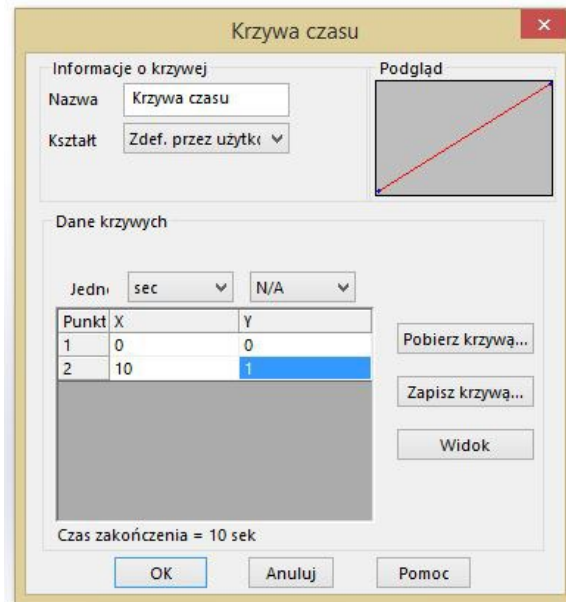 Krzywa czasu
Informacje o krzywej
Podgląd
Nazwa Krzywa czasu
Kształt Zdef. przez użytkc
Dane krzywych
Jedn sec N/A
Punkt X Y
1 0 0
2 10 1
Pobierz krzywą...
Zapisz krzywą...
Widok
Czas zakończenia = 10 sek
OK Anuluj Pomoc